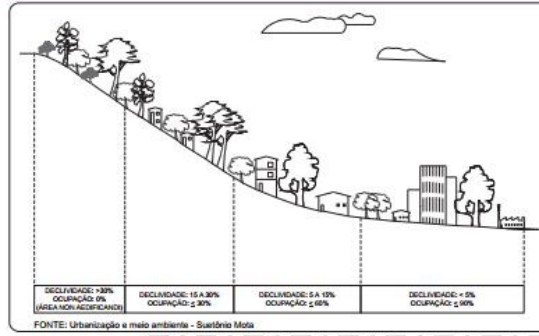 DECLIVIDADE: >30%
OCUPAÇÃO: 0%
(ÁREA NON AEDIFICANDI)
DECLIVIDADE: 15 A 30%
OCUPAÇÃO: ≤ 30%
DECLIVIDADE: 5 A 15%
OCUPAÇÃO: ≤ 65%
DECLIVIDADE: < 5%
OCUPAÇÃO: ≤ 90%
FONTE: Urbanização e meio ambiente - Suetônio Mota